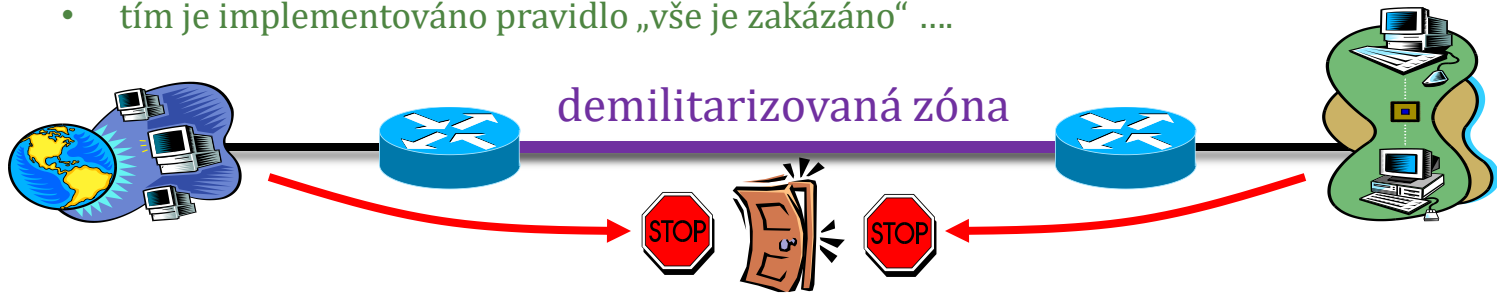 • tím je implementováno pravidlo „vše je zakázáno“ ....
demilitarizovaná zóna
STOP
STOP